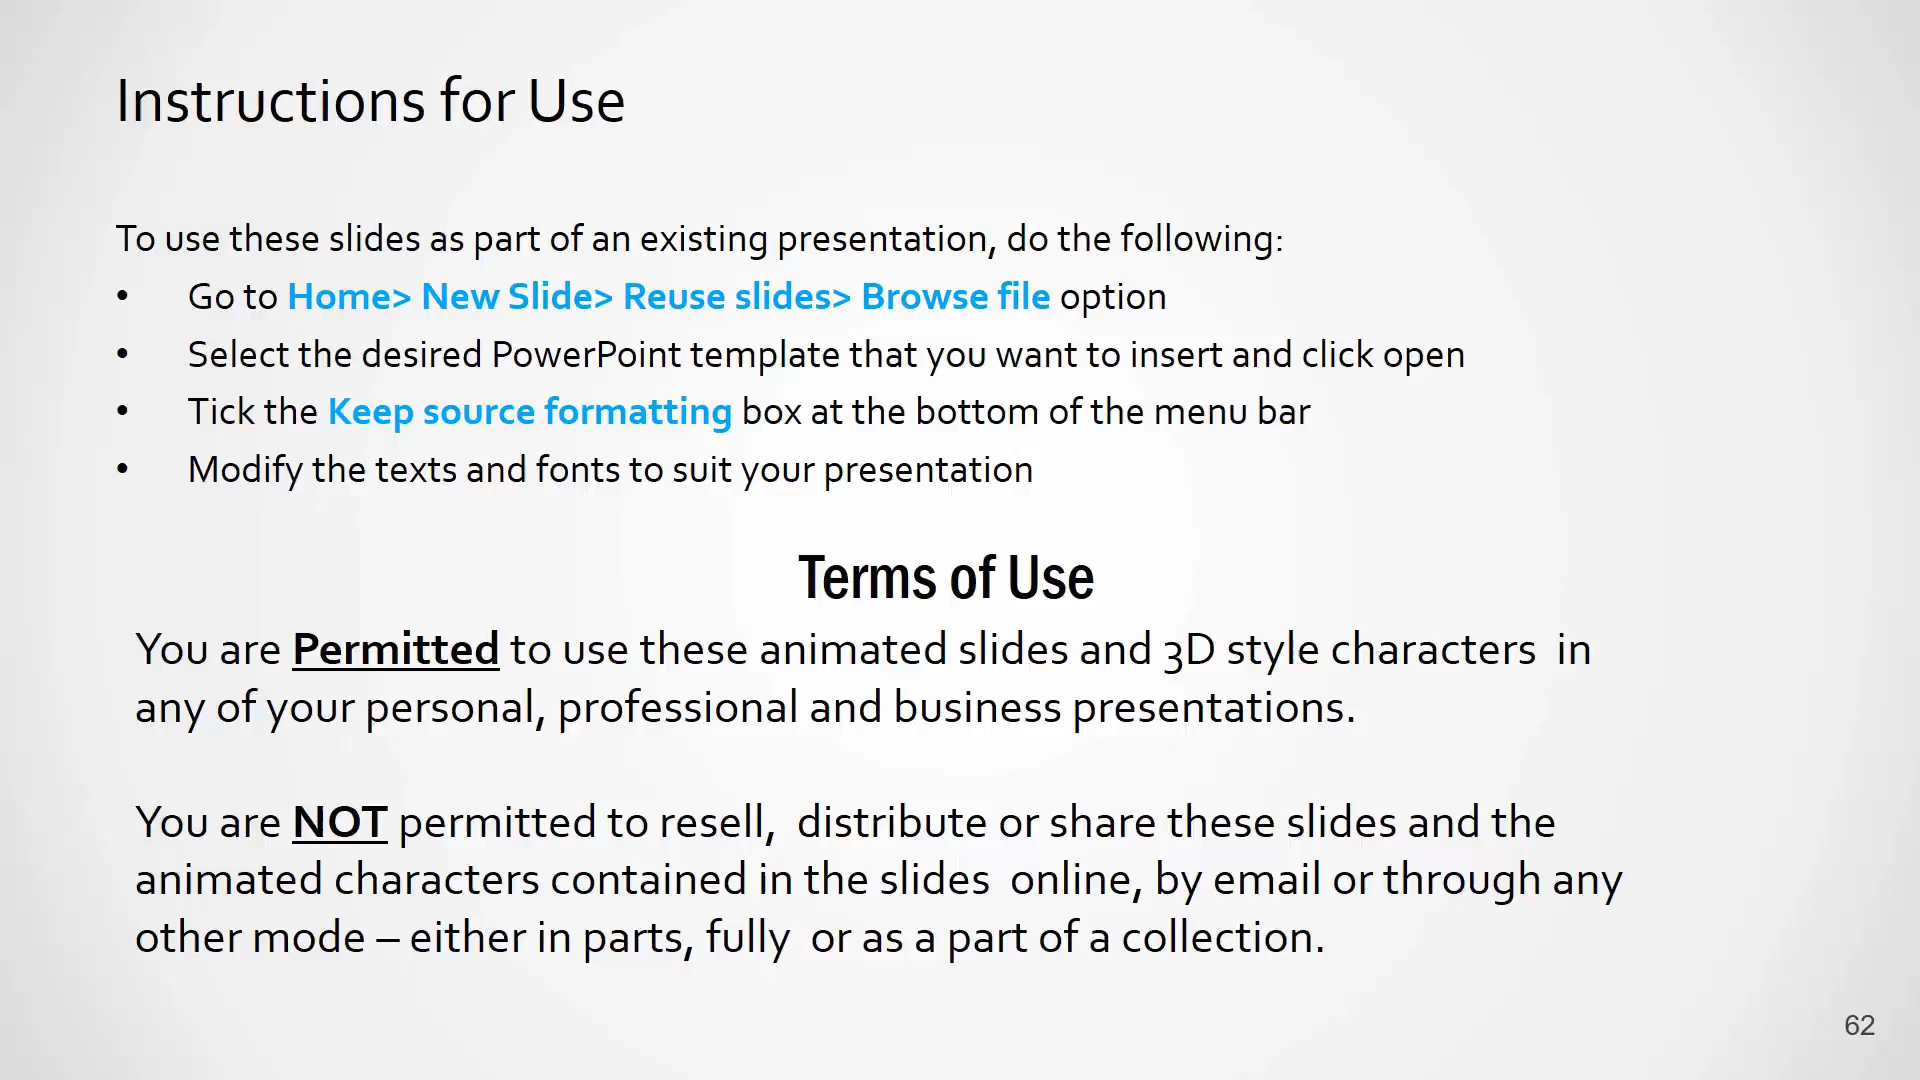 Instructions for Use
To use these slides as part of an existing presentation, do the following:
• Go to Home> New Slide> Reuse slides> Browse file option
• Select the desired PowerPoint template that you want to insert and click open
• Tick the Keep source formatting box at the bottom of the menu bar
• Modify the texts and fonts to suit your presentation
Terms of Use
You are Permitted to use these animated slides and 3D style characters  in
any of your personal, professional and business presentations.
You are NOT permitted to resell,  distribute or share these slides and the
animated characters contained in the slides  online, by email or through any
other mode – either in parts, fully  or as a part of a collection.
62